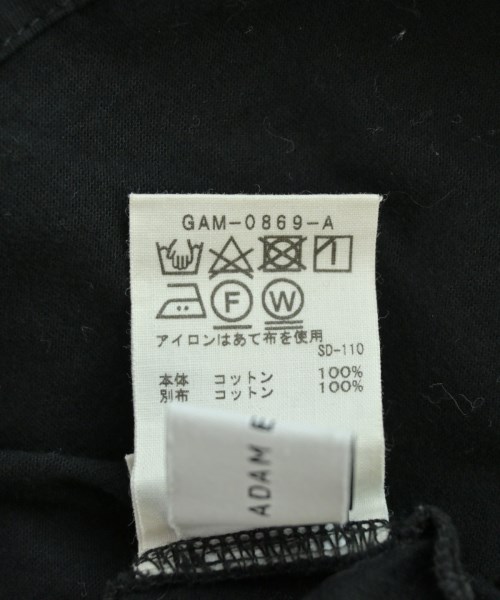 GAM-0869-A
F W
アイロンはあて布を使用
SD-110
本体 コットン 100%
別布 コットン 100%
ADAM E